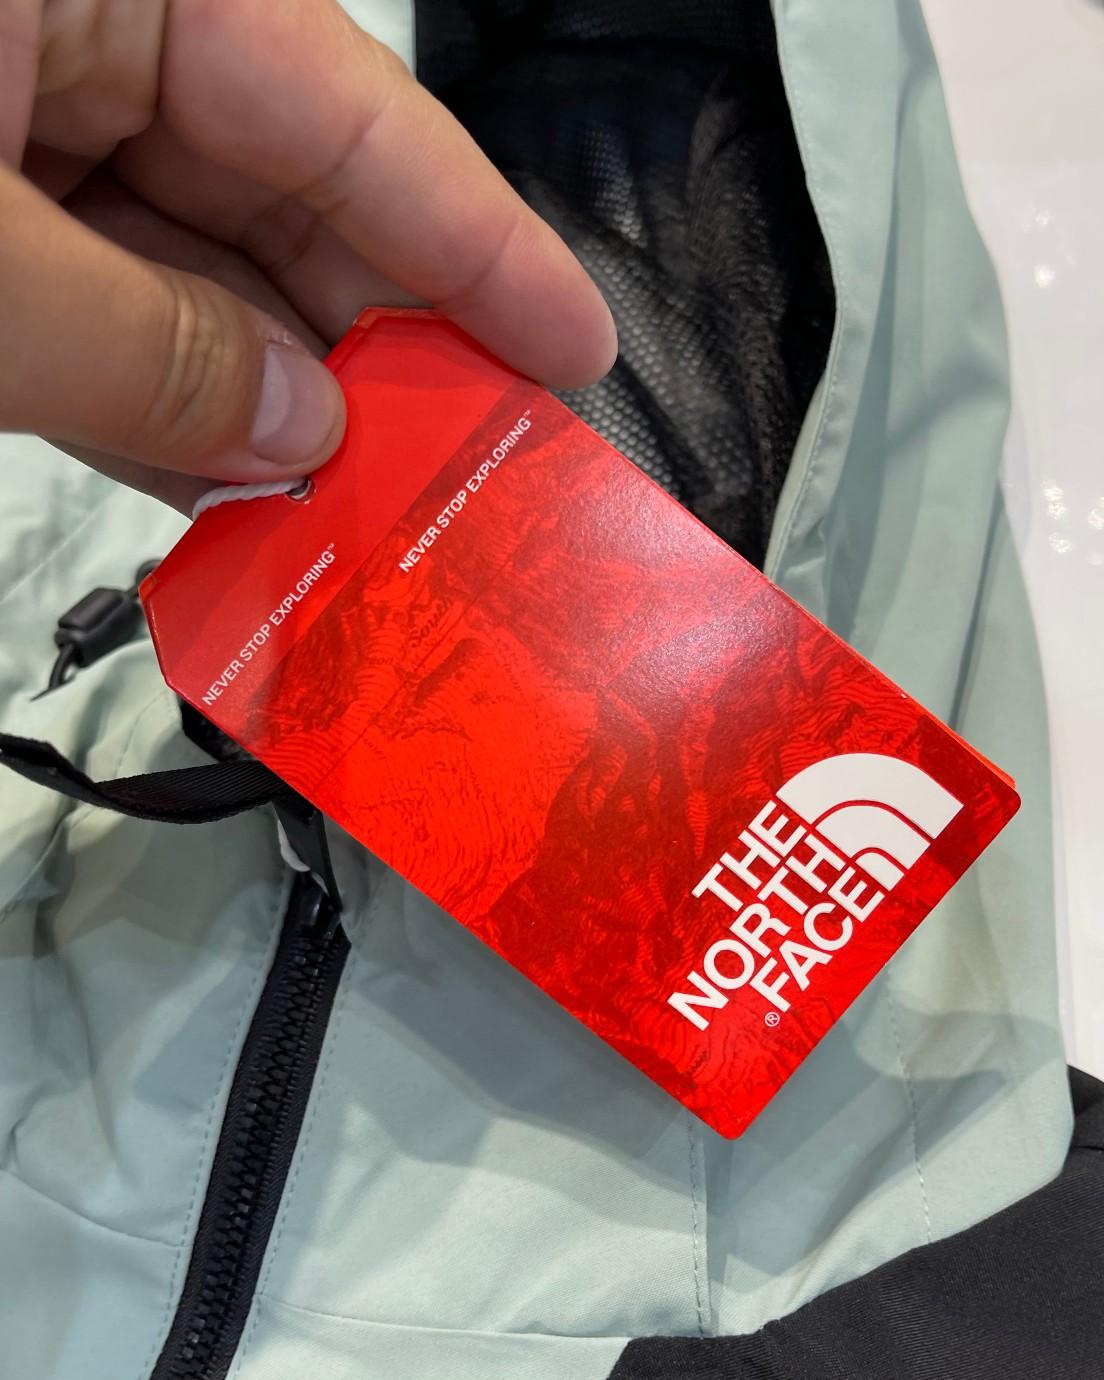 NEVER STOP EXPLORING™
NEVER STOP EXPLORING™
THE
NORTH
FACE®